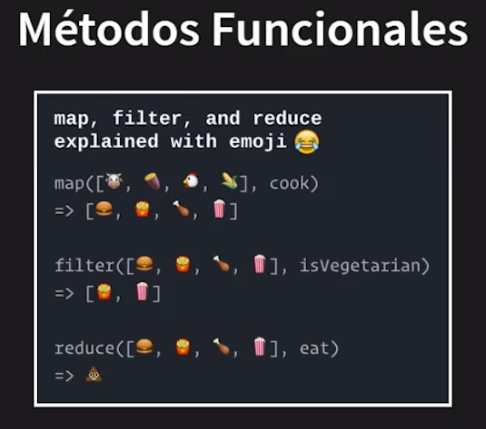 Métodos Funcionales
map, filter, and reduce
explained with emoji 😂
map([🐮, 🍠, 🐔, 🌽], cook)
=> [🍔, 🍟, 🍗, 🍿]
filter([🍔, 🍟, 🍗, 🍿], isVegetarian)
=> [🍟, 🍿]
reduce([🍔, 🍟, 🍗, 🍿], eat)
=> 💩